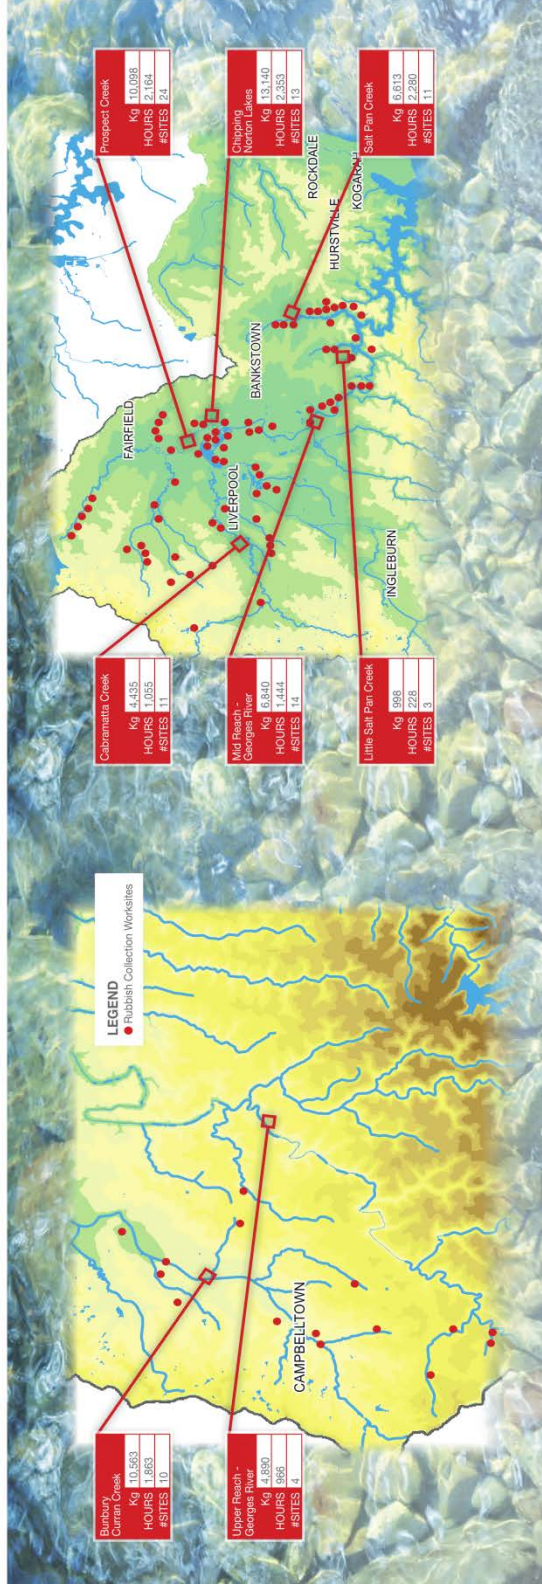 Bunbury
Curran Creek
Kg 10,563
HOURS 1,863
#SITES 10
Upper Reach -
Georges River
Kg 4,890
HOURS 966
#SITES 4
CAMPBELLTOWN
LEGEND
Rubbish Collection Worksites
Cabramatta Creek
Kg 4,435
HOURS 1,055
#SITES 11
Mid Reach -
Georges River
Kg 6,840
HOURS 1,444
#SITES 14
Little Salt Pan Creek
Kg 998
HOURS 228
#SITES 3
FAIRFIELD
LIVERPOOL
BANKSTOWN
INGLEBURN
HURSTVILLE
ROCKDALE
KOGARAH
Prospect Creek
Kg 10,098
HOURS 2,164
#SITES 24
Chipping
Norton Lakes
Kg 13,140
HOURS 2,353
#SITES 13
Salt Pan Creek
Kg 6,613
HOURS 2,280
#SITES 11